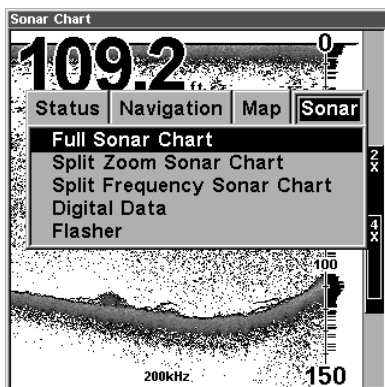 Sonar Chart
0
109.2 ft.
Status Navigation Map Sonar
Full Sonar Chart
Split Zoom Sonar Chart
Split Frequency Sonar Chart
Digital Data
Flasher
2X
4X
100
200kHz
150